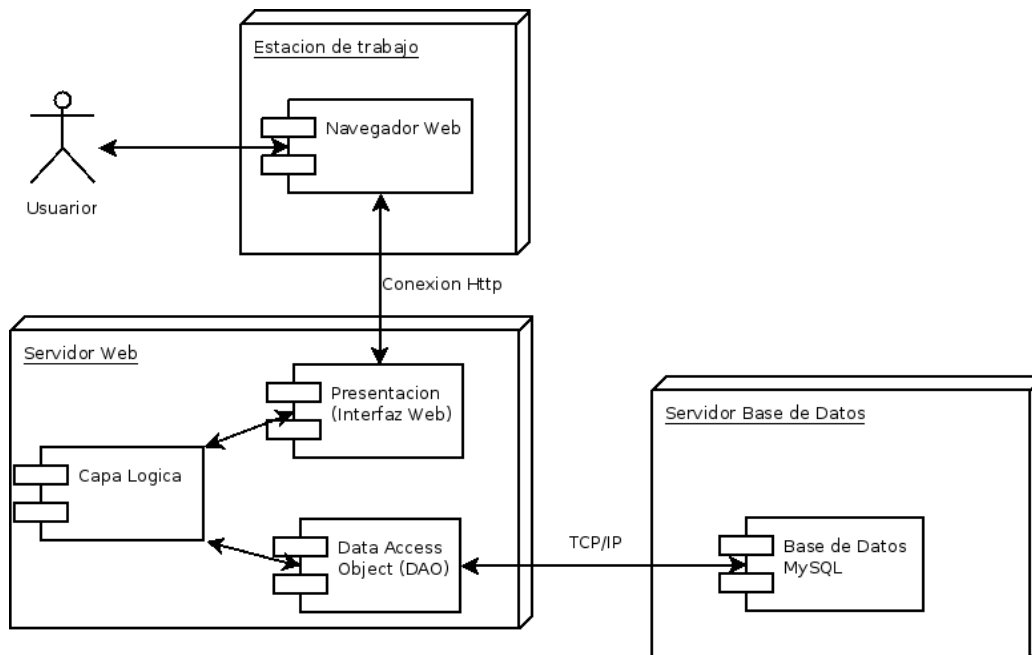 Estacion de trabajo
Navegador Web
Usuarior
Conexion Http
Servidor Web
Presentacion
(Interfaz Web)
Capa Logica
Data Access
Object (DAO)
TCP/IP
Servidor Base de Datos
Base de Datos
MySQL